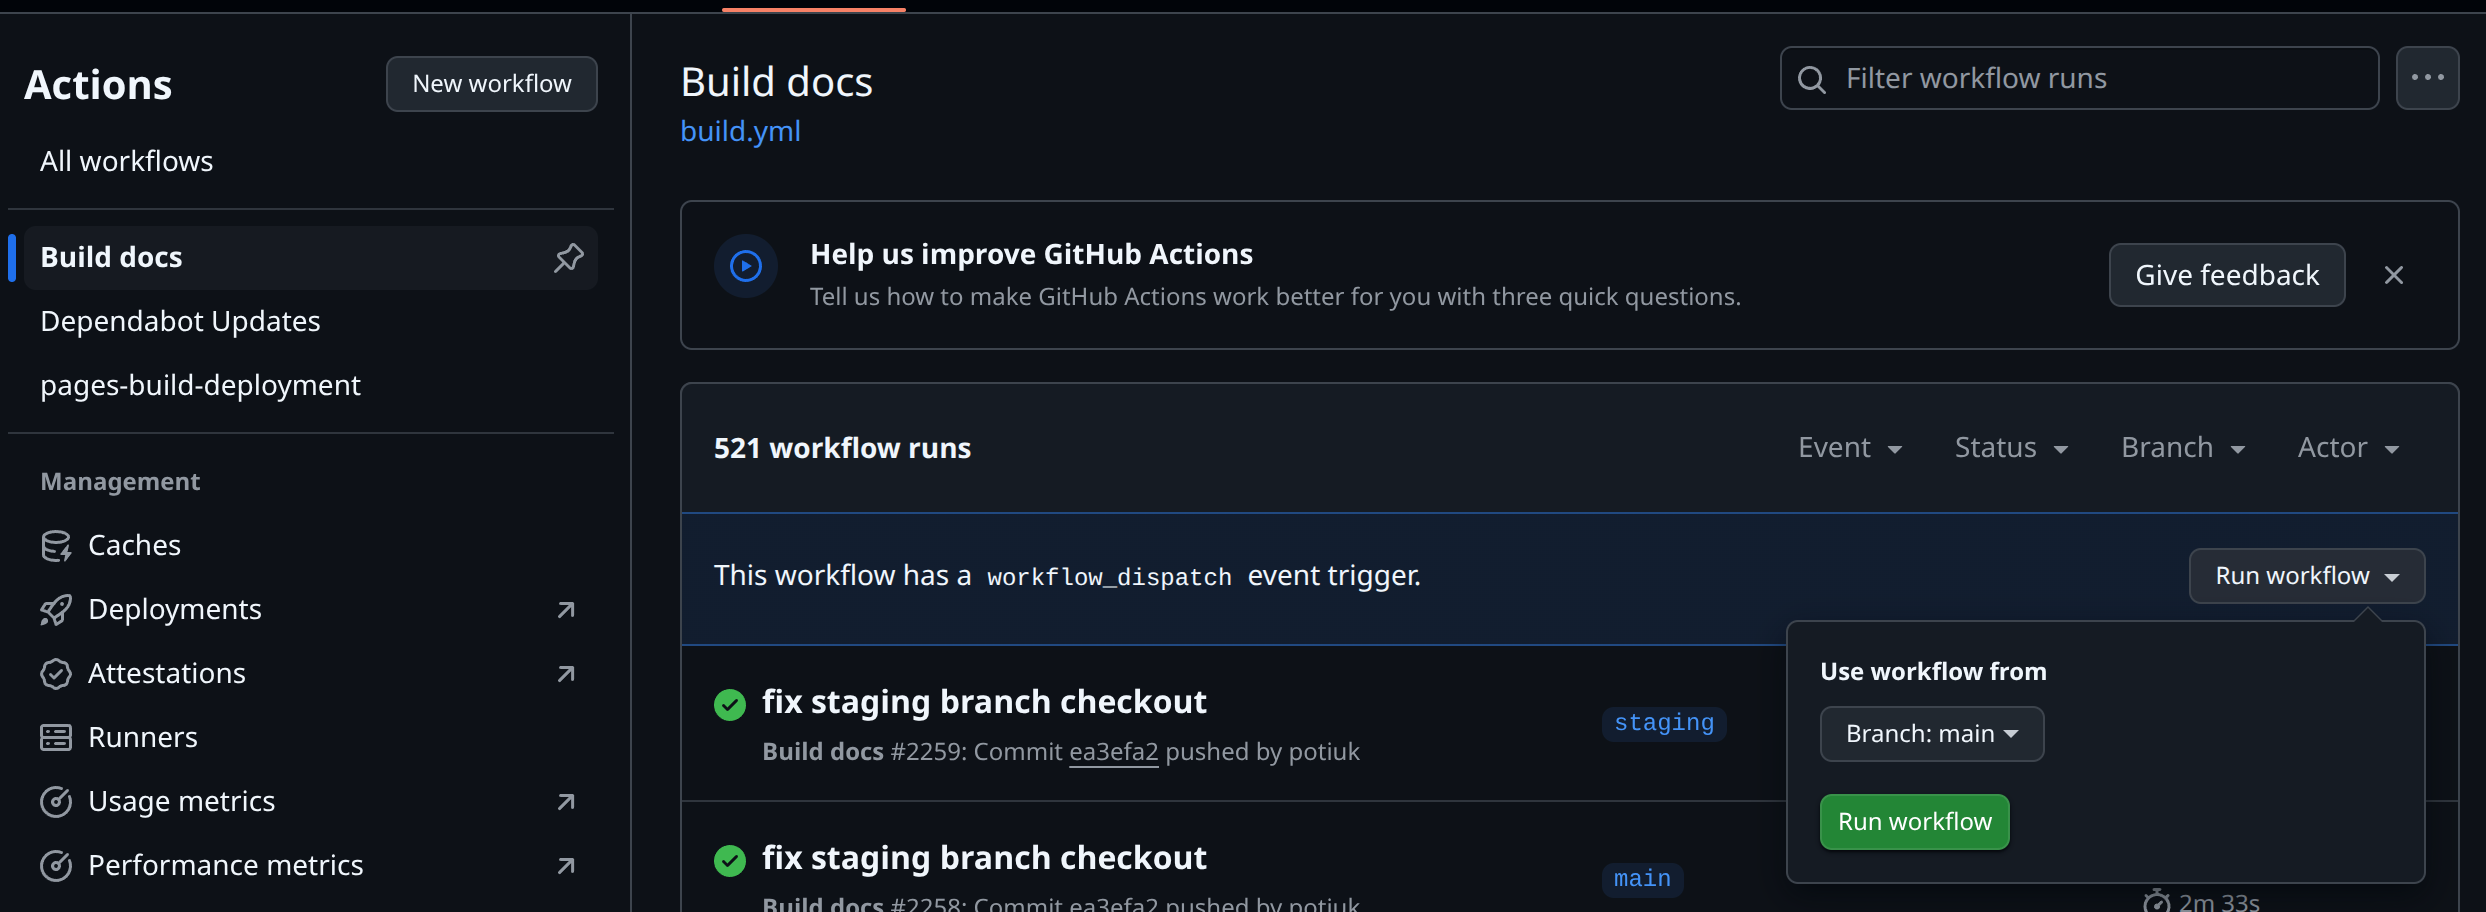 Actions
New workflow
All workflows
Build docs
Dependabot Updates
pages-build-deployment
Management
Caches
Deployments
Attestations
Runners
Usage metrics
Performance metrics
Build docs
build.yml
Filter workflow runs
Help us improve GitHub Actions
Tell us how to make GitHub Actions work better for you with three quick questions.
Give feedback
521 workflow runs
Event Status Branch Actor
This workflow has a workflow_dispatch event trigger.
Run workflow
Use workflow from
Branch: main
Run workflow
fix staging branch checkout
staging
Build docs #2259: Commit ea3efa2 pushed by potiuk
fix staging branch checkout
main
Build docs #2258: Commit ea3efa2 pushed by potiuk
2m 33s